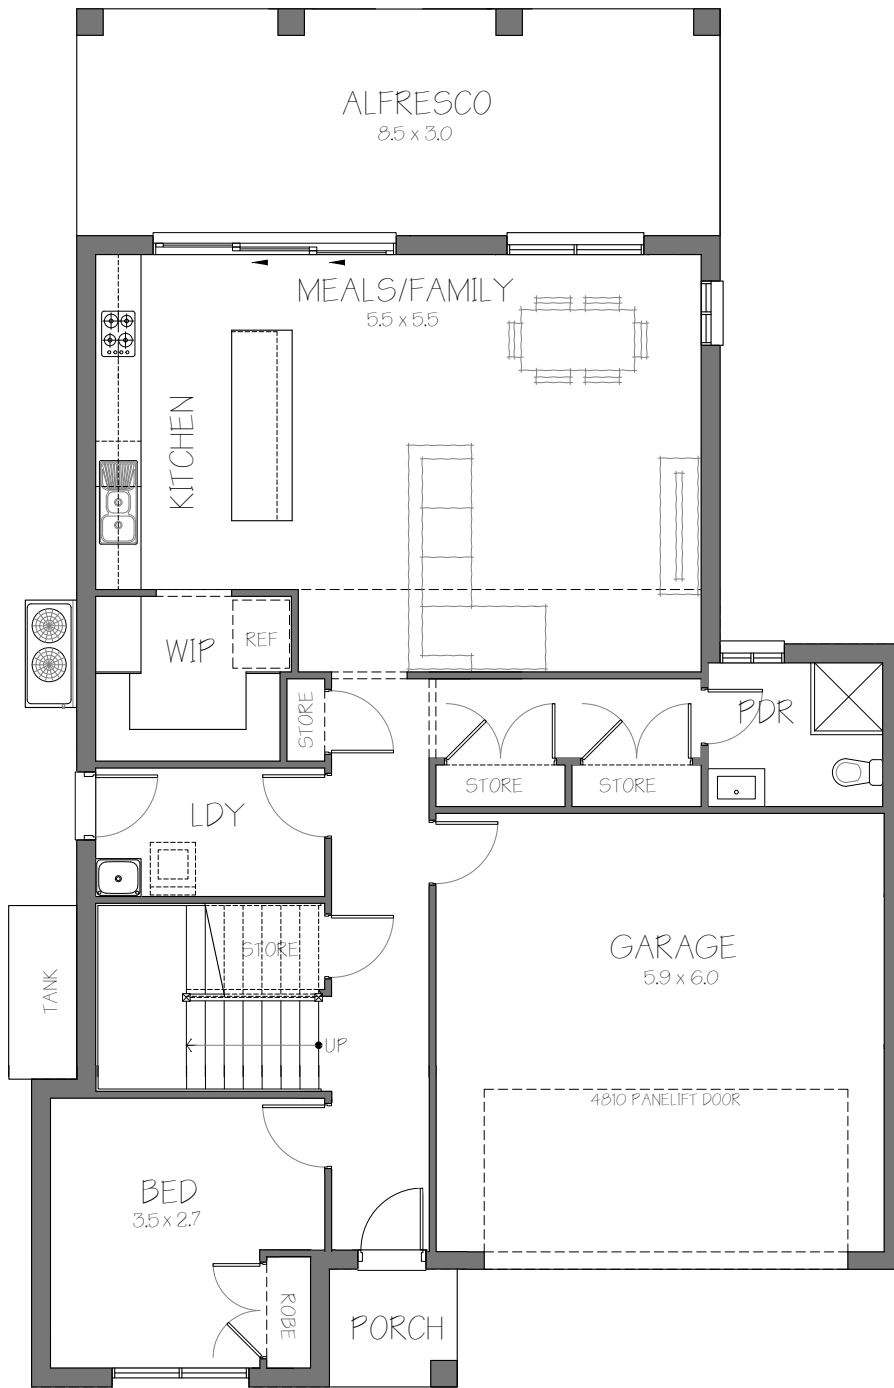 ALFRESCO
8.5 x 3.0
MEALS/FAMILY
5.5 x 5.5
KITCHEN
WIP
REF
STORE
PDR
STORE
STORE
LDY
STORE
GARAGE
5.9 x 6.0
TANK
UP
4810 PANELIFT DOOR
BED
3.5 x 2.7
ROBE
PORCH